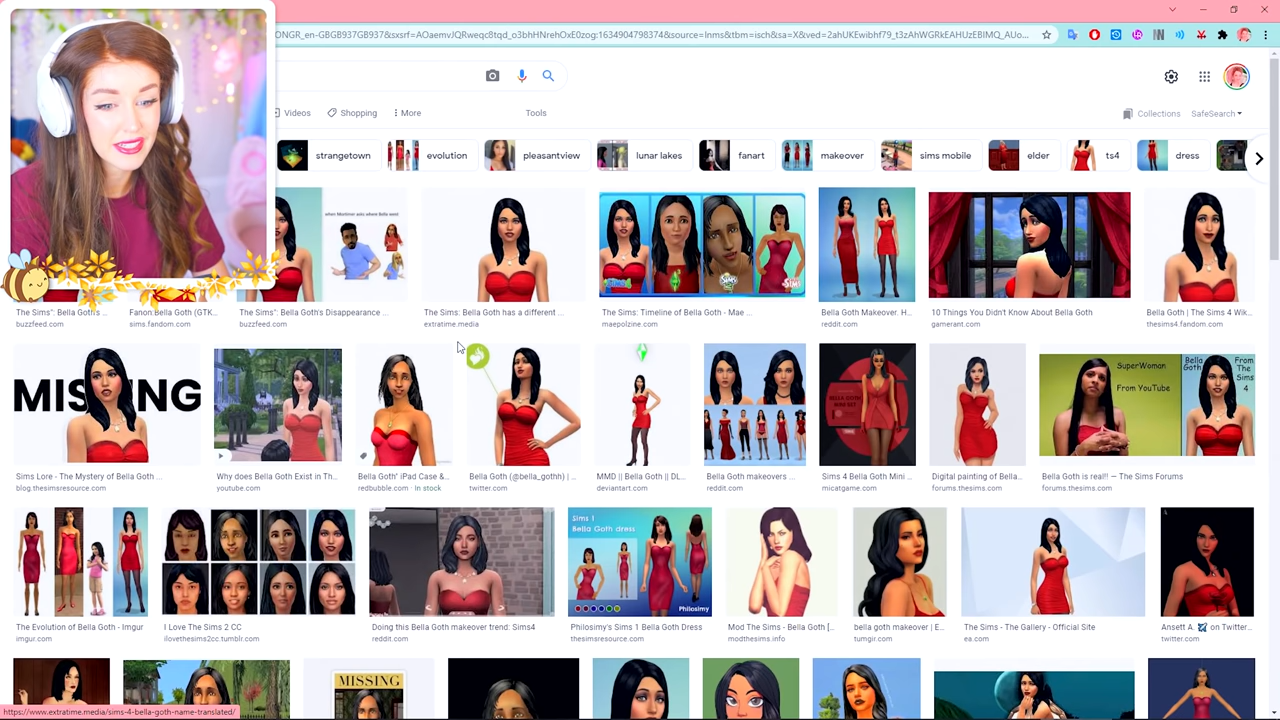 ONGR_en-GBGB937GB937&sxsrf=AOaemvJQRweqc8tqd_o3bhHNrehOxE0zog:1634904798374&source=lnms&tbm=isch&sa=X&ved=2ahUKEwibhf79_t3zAhWGRkEAHUzEBIMQ_AUo...
Videos Shopping More Tools Collections SafeSearch
strangetown evolution pleasantview lunar lakes fanart makeover sims mobile elder ts4 dress
when Mortimer asks where Bella went
The Sims": Bella Goth's ... Fanon:Bella Goth (GTK... The Sims": Bella Goth's Disappearance ... The Sims: Bella Goth has a different ... The Sims: Timeline of Bella Goth - Mae ... Bella Goth Makeover. H... 10 Things You Didn't Know About Bella Goth Bella Goth | The Sims 4 Wik...
buzzfeed.com sims.fandom.com buzzfeed.com extratime.media maepolzine.com reddit.com gamerant.com thesims4.fandom.com
MISSING
BELLA GOTH
MINI SET
SuperWoman
From YouTube
Bella
Goth
From
The
Sims
4
Sims Lore - The Mystery of Bella Goth ... Why does Bella Goth Exist in Th... Bella Goth" iPad Case &... Bella Goth (@bella_gothh) | ... MMD || Bella Goth || DL... Bella Goth makeovers ... Sims 4 Bella Goth Mini ... Digital painting of Bella... Bella Goth is real!! — The Sims Forums
blog.thesimsresource.com youtube.com redbubble.com · In stock twitter.com deviantart.com reddit.com micatgame.com forums.thesims.com forums.thesims.com
Sims 1
Bella Goth dress
Philosimy
The Evolution of Bella Goth - Imgur I Love The Sims 2 CC Doing this Bella Goth makeover trend: Sims4 Philosimy's Sims 1 Bella Goth Dress Mod The Sims - Bella Goth [... bella goth makeover | E... The Sims - The Gallery - Official Site Ansett A. on Twitter...
imgur.com ilovethesims2cc.tumblr.com reddit.com thesimsresource.com modthesims.info tumgir.com ea.com twitter.com
MISSING
https://www.extratime.media/sims-4-bella-goth-name-translated/